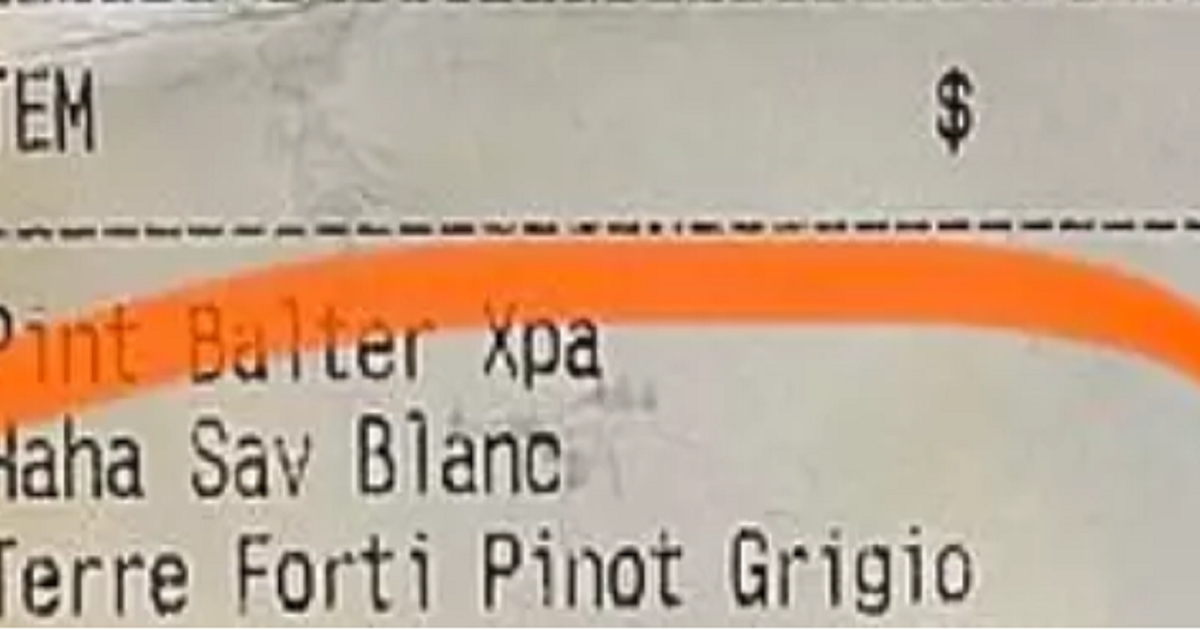 TEM $
Pint Balter Xpa
Haha Sav Blanc
Terre Forti Pinot Grigio